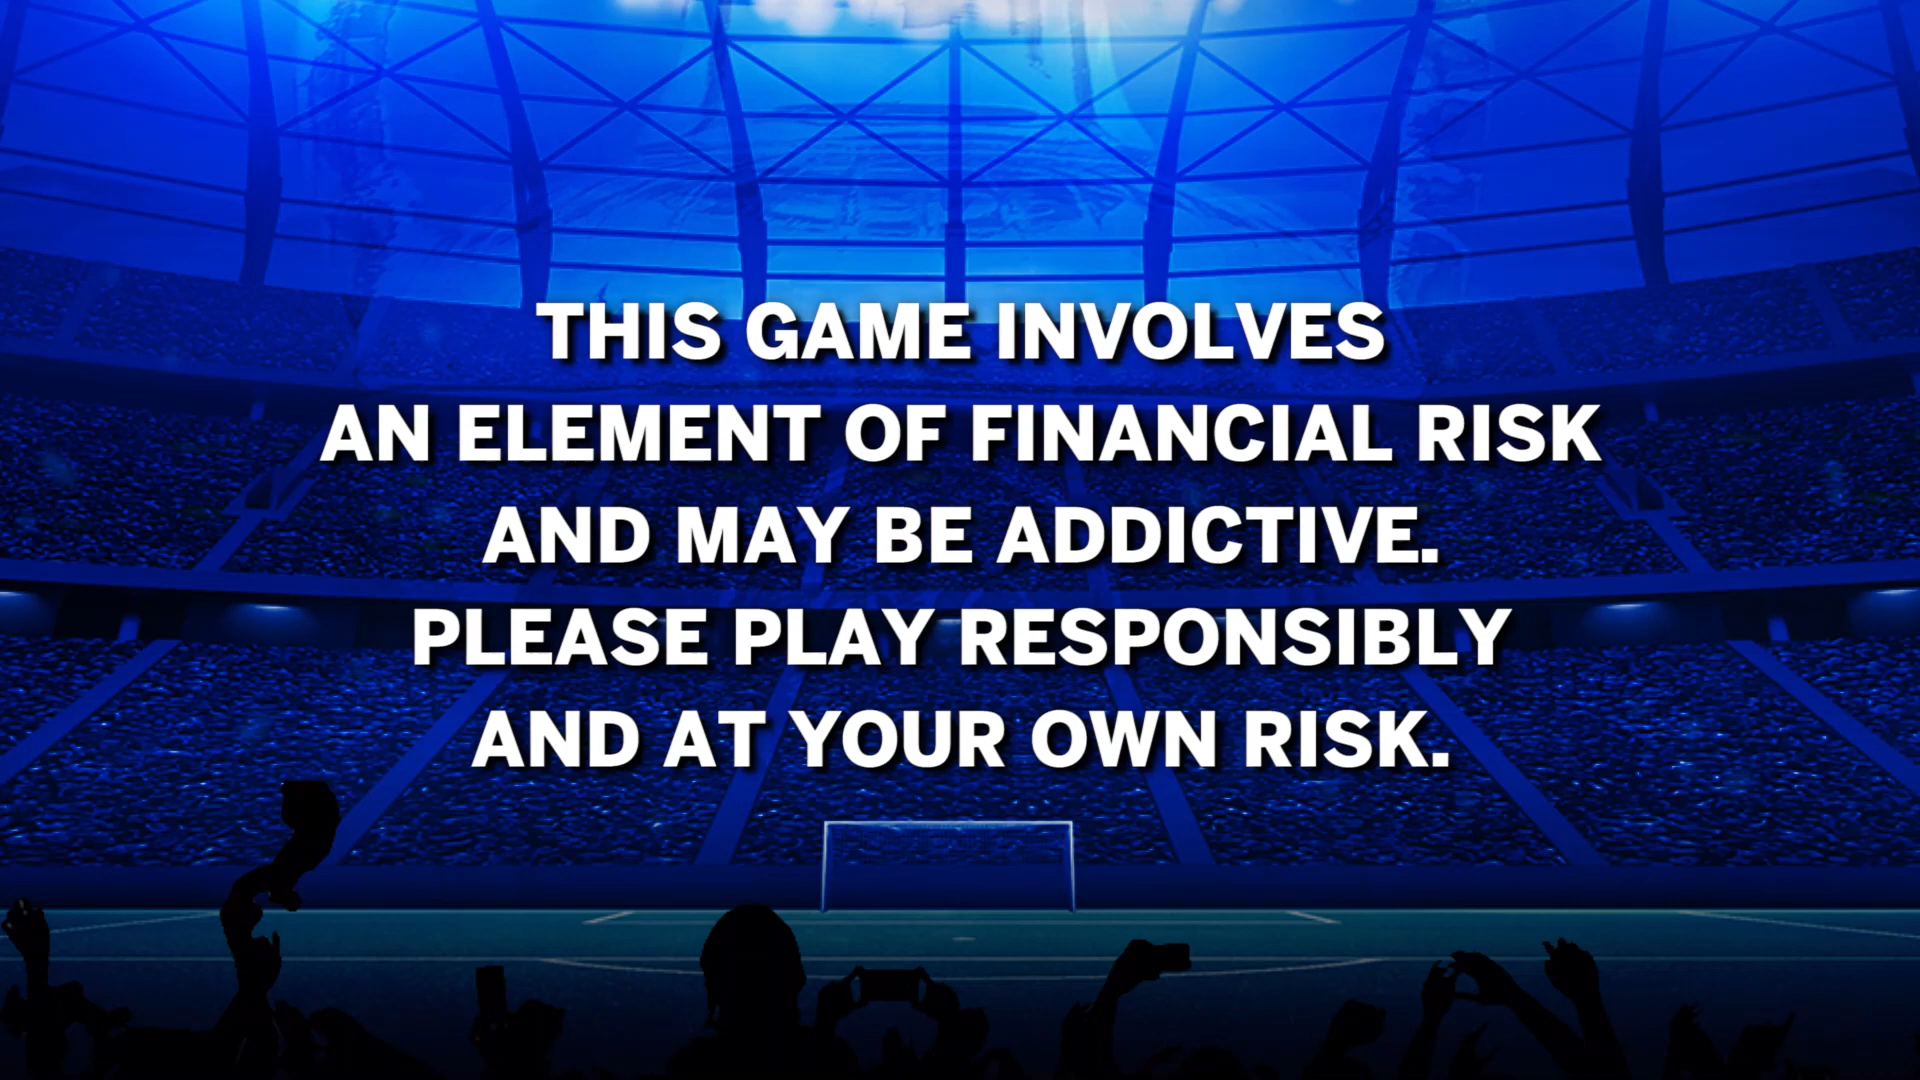 THIS GAME INVOLVES
AN ELEMENT OF FINANCIAL RISK
AND MAY BE ADDICTIVE.
PLEASE PLAY RESPONSIBLY
AND AT YOUR OWN RISK.